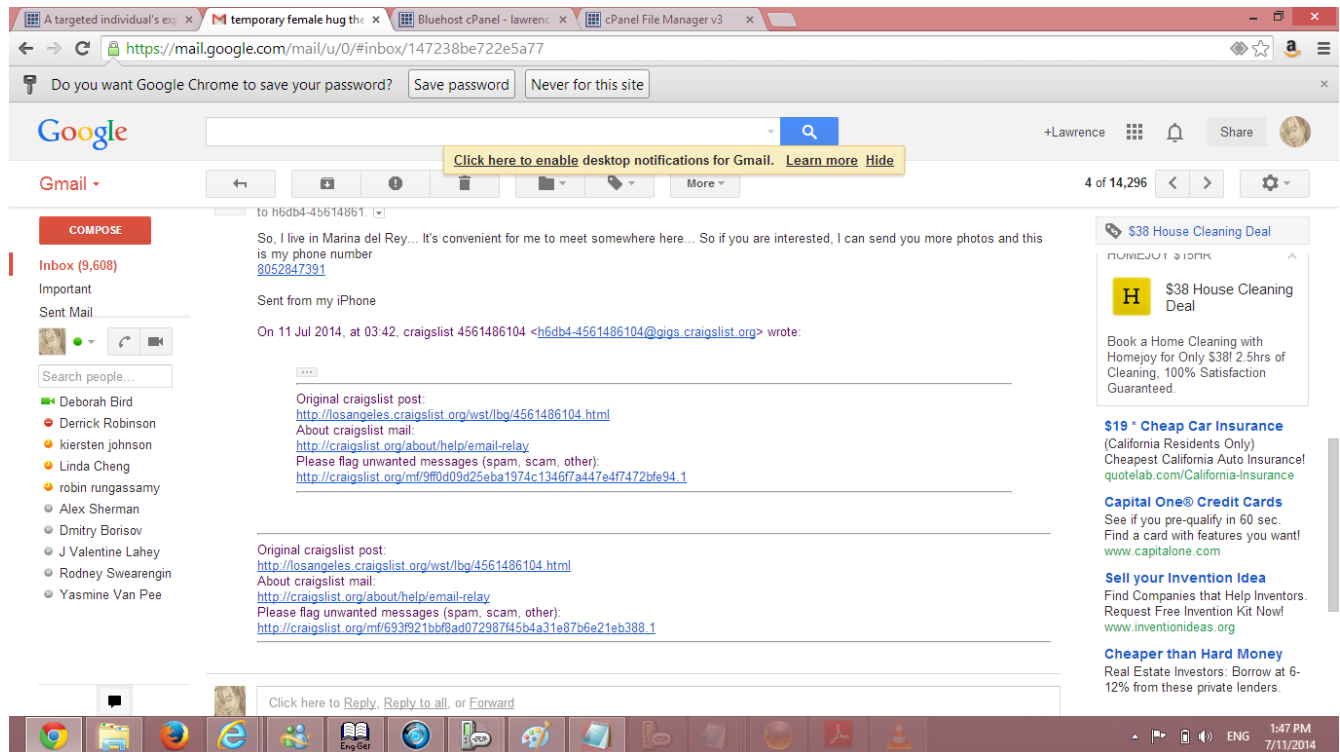 A targeted individual's exp
temporary female hug the
Bluehost cPanel - lawrenc
cPanel File Manager v3
https://mail.google.com/mail/u/0/#inbox/147238be722e5a77
Do you want Google Chrome to save your password? Save password Never for this site
Google
+Lawrence Share
Click here to enable desktop notifications for Gmail. Learn more Hide
Gmail
More
4 of 14,296
COMPOSE
Inbox (9,608)
Important
Sent Mail
Search people...
Deborah Bird
Derrick Robinson
kiersten johnson
Linda Cheng
robin rungassamy
Alex Sherman
Dmitry Borisov
J Valentine Lahey
Rodney Swearengin
Yasmine Van Pee
to h6db4-45614861.
So, I live in Marina del Rey... It's convenient for me to meet somewhere here... So if you are interested, I can send you more photos and this
is my phone number
8052847391
Sent from my iPhone
On 11 Jul 2014, at 03:42, craigslist 4561486104 <h6db4-4561486104@gigs.craigslist.org> wrote:
Original craigslist post:
http://losangeles.craigslist.org/wst/lbg/4561486104.html
About craigslist mail:
http://craigslist.org/about/help/email-relay
Please flag unwanted messages (spam, scam, other):
http://craigslist.org/mf/9ff0d09d25eba1974c1346f7a447e4f7472bfe94.1
Original craigslist post:
http://losangeles.craigslist.org/wst/lbg/4561486104.html
About craigslist mail:
http://craigslist.org/about/help/email-relay
Please flag unwanted messages (spam, scam, other):
http://craigslist.org/mf/693f921bbf8ad072987f45b4a31e87b6e21eb388.1
Click here to Reply, Reply to all, or Forward
$38 House Cleaning Deal
HOMEJOY $15HR
H
$38 House Cleaning
Deal
Book a Home Cleaning with
Homejoy for Only $38! 2.5hrs of
Cleaning, 100% Satisfaction
Guaranteed.
$19 * Cheap Car Insurance
(California Residents Only)
Cheapest California Auto Insurance!
quotelab.com/California-Insurance
Capital One® Credit Cards
See if you pre-qualify in 60 sec.
Find a card with features you want!
www.capitalone.com
Sell your Invention Idea
Find Companies that Help Inventors.
Request Free Invention Kit Now!
www.inventionideas.org
Cheaper than Hard Money
Real Estate Investors: Borrow at 6-
12% from these private lenders.
Eng Ger
ENG
1:47 PM
7/11/2014